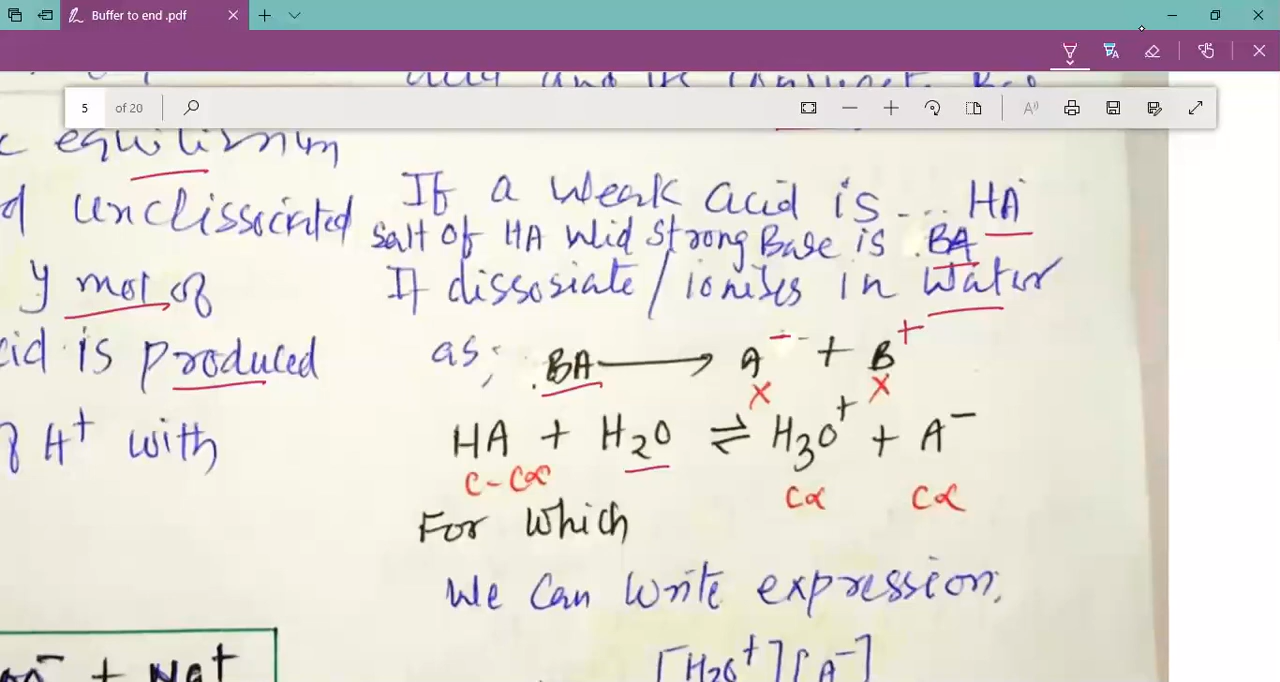 Buffer to end .pdf
5 of 20
equilibrium
If a weak acid is ... HA
unclissociated
salt of HA wid strong Base is .BA
y mol of
If dissosiate / ionises in water
cid is produced
as; .BA ⟶ A⁻ + B⁺
x x
H⁺ with
HA + H₂O ⇌ H₃O⁺ + A⁻
C-Cα Cα Cα
For which
We can write expression,
+ Na⁺
[H₃O⁺][A⁻]